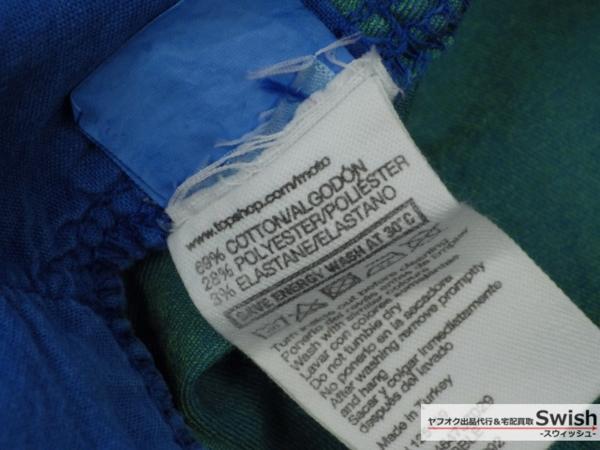 www.topshop.com/moto
69% COTTON/ALGODÓN
28% POLYESTER/POLIÉSTER
3% ELASTANE/ELASTANO
SAVE ENERGY WASH AT 30°C
Turn inside out before cleaning
Wash with similar colours
Lavar con colores similares
Do not tumble dry
No ponerlo en la secadora
After washing remove promptly
and hang
Sacar y colgar inmediatamente
después del lavado
Made in Turkey
ヤフオク出品代行&宅配買取 Swish
-スウィッシュ-